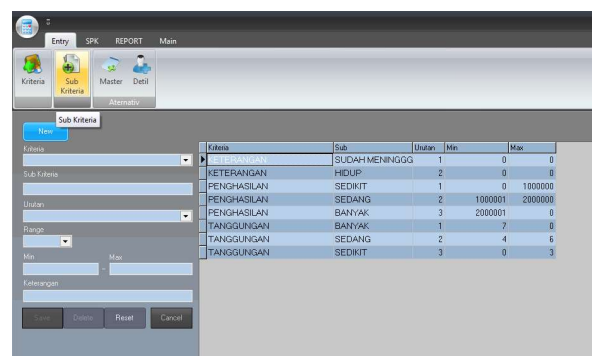 Entry SPK REPORT Main
Kriteria Sub Kriteria Master Detil
Alternativ
Sub Kriteria
New
Kriteria
Sub Kriteria
Urutan
Range
Min Max
-
Keterangan
Save Delete Reset Cancel
Kriteria Sub Urutan Min Max
KETERANGAN SUDAH MENINGGG 1 0 0
KETERANGAN HIDUP 2 0 0
PENGHASILAN SEDIKIT 1 0 1000000
PENGHASILAN SEDANG 2 1000001 2000000
PENGHASILAN BANYAK 3 2000001 0
TANGGUNGAN BANYAK 1 7 0
TANGGUNGAN SEDANG 2 4 6
TANGGUNGAN SEDIKIT 3 0 3